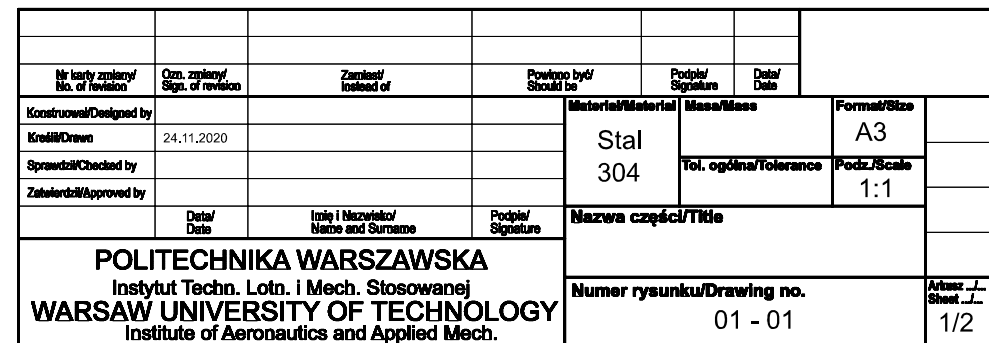 Nr karty zmiany/ Ozn. zmiany/ Zamiast/ Powinno być/ Podpis/ Data/
No. of revision Sign. of revision Instead of Should be Signature Date
Konstruował/Designed by
Kreślił/Drawn 24.11.2020
Sprawdził/Checked by
Zatwierdził/Approved by
Data/ Imię i Nazwisko/ Podpis/
Date Name and Surname Signature
Materiał/Material Masa/Mass Format/Size
Stal A3
304 Tol. ogólna/Tolerance Podz./Scale
1:1
Nazwa części/Title
POLITECHNIKA WARSZAWSKA
Instytut Techn. Lotn. i Mech. Stosowanej
WARSAW UNIVERSITY OF TECHNOLOGY
Institute of Aeronautics and Applied Mech.
Numer rysunku/Drawing no.
01 - 01
Arkusz .../...
Sheet .../...
1/2